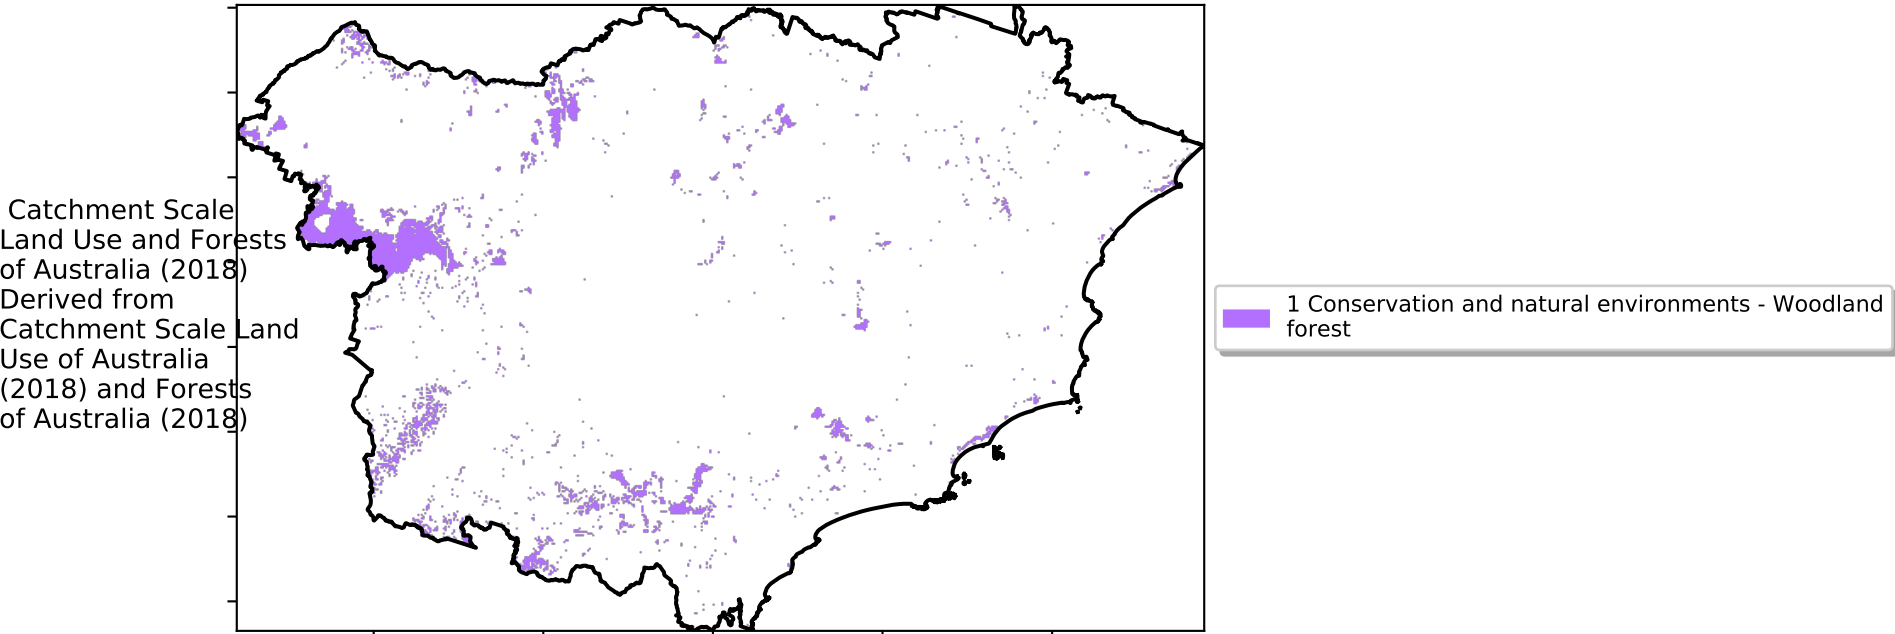 Catchment Scale
Land Use and Forests
of Australia (2018)
Derived from
Catchment Scale Land
Use of Australia
(2018) and Forests
of Australia (2018)
1 Conservation and natural environments - Woodland
forest